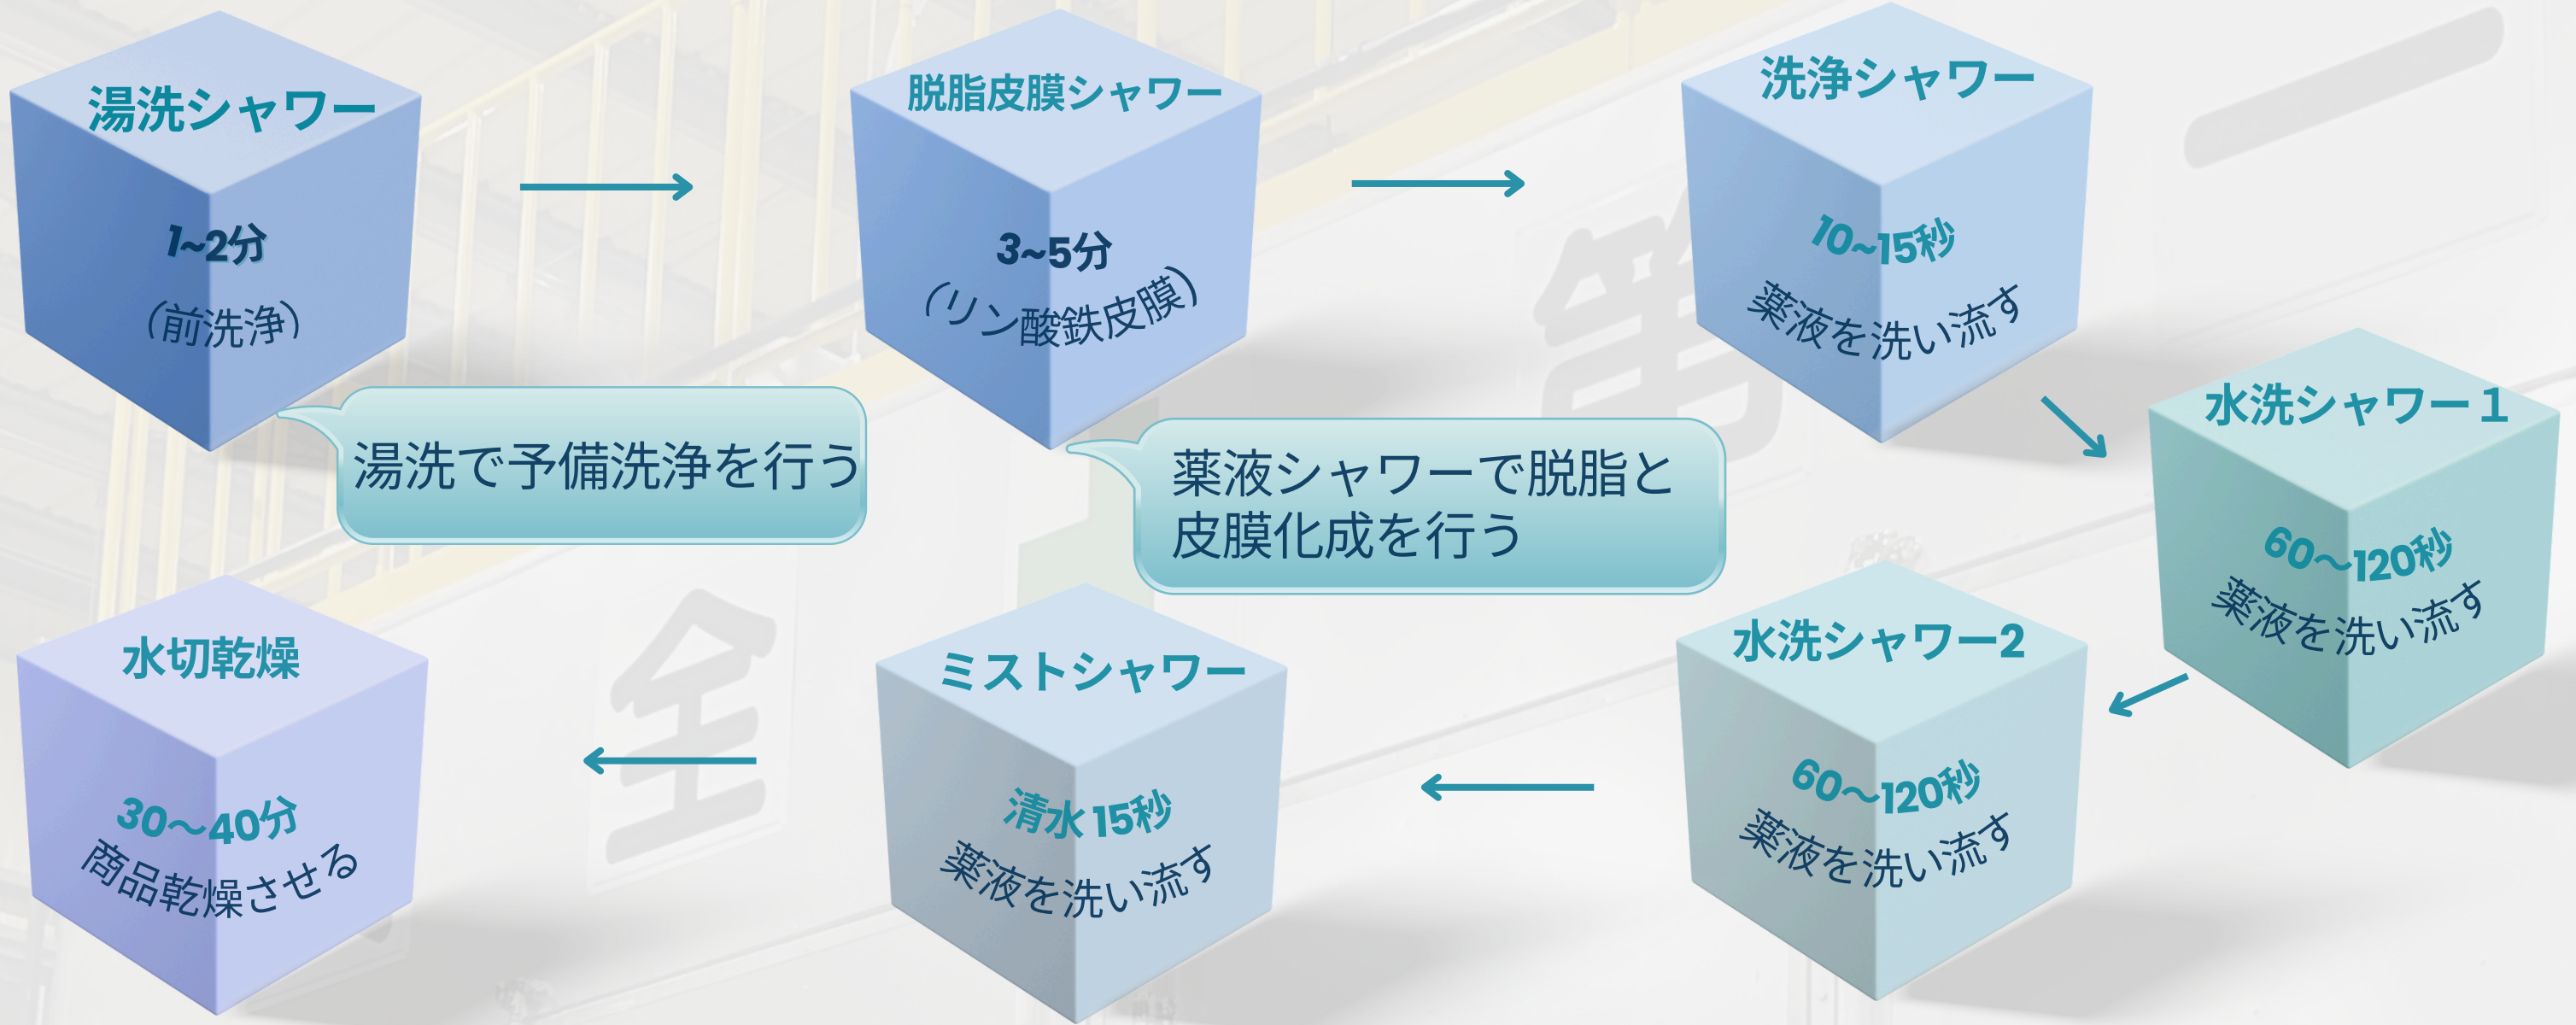 湯洗シャワー
1~2分
（前洗浄）
湯洗で予備洗浄を行う
脱脂皮膜シャワー
3~5分
（リン酸鉄皮膜）
薬液シャワーで脱脂と
皮膜化成を行う
洗浄シャワー
10~15秒
薬液を洗い流す
水洗シャワー１
60～120秒
薬液を洗い流す
水洗シャワー2
60～120秒
薬液を洗い流す
ミストシャワー
清水 15秒
薬液を洗い流す
水切乾燥
30～40分
商品乾燥させる
全